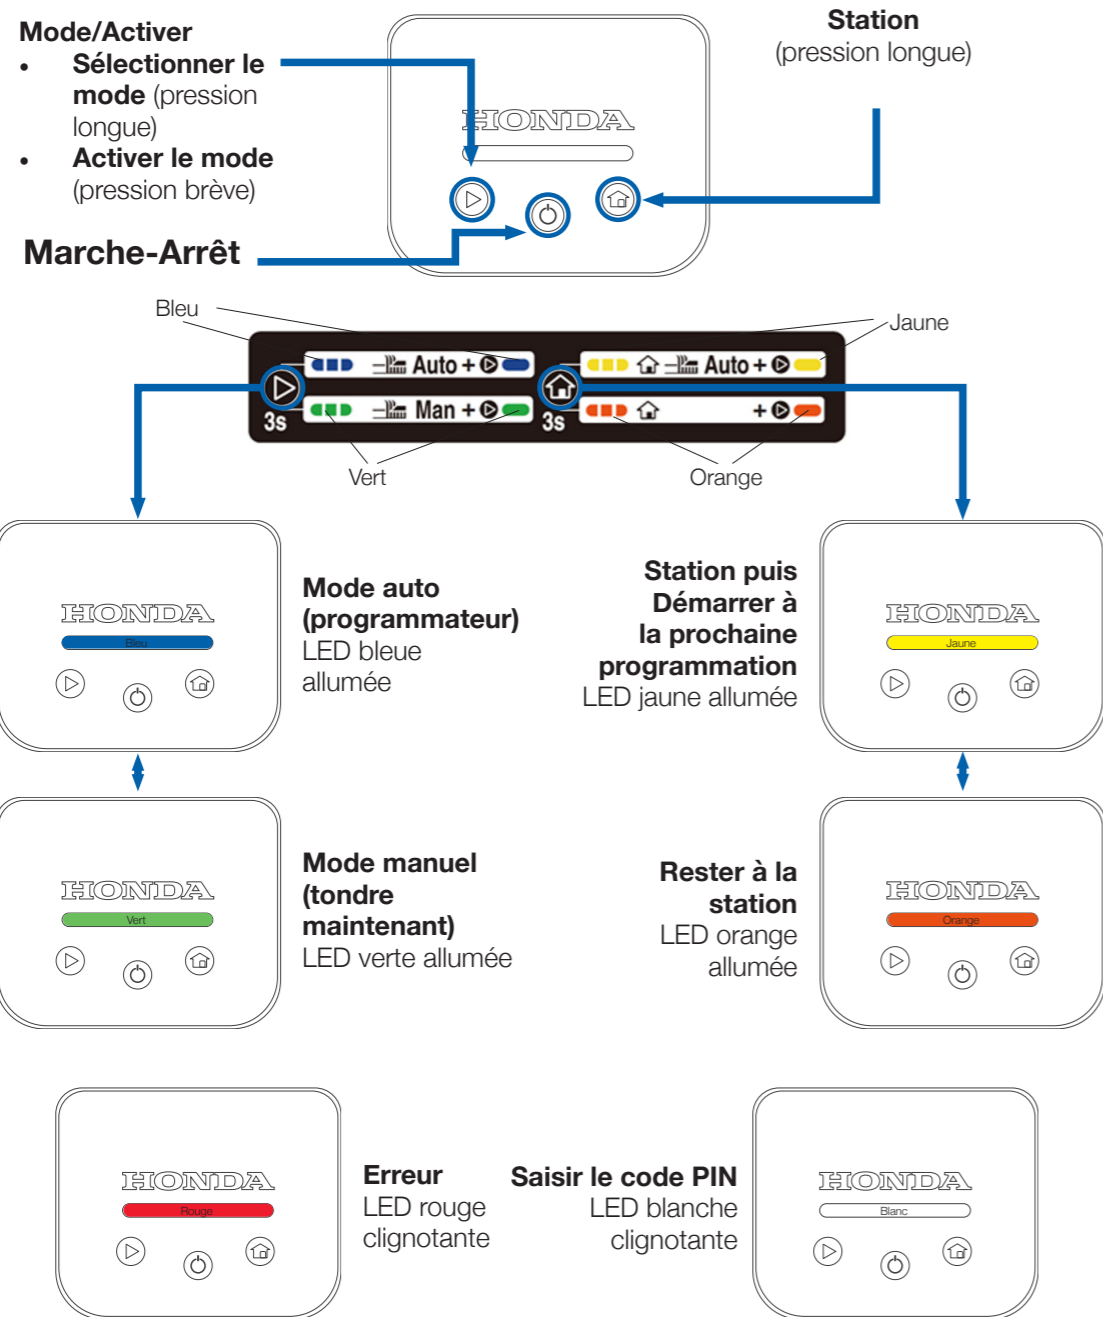 Mode/Activer
• Sélectionner le
mode (pression
longue)
• Activer le mode
(pression brève)
Marche-Arrêt
Station
(pression longue)
HONDA
Bleu
Jaune
Auto +
Auto +
3s
Man +
3s
+
Vert
Orange
HONDA
Bleu
Mode auto
(programmateur)
LED bleue
allumée
Station puis
Démarrer à
la prochaine
programmation
LED jaune allumée
HONDA
Jaune
HONDA
Vert
Mode manuel
(tondre
maintenant)
LED verte allumée
Rester à la
station
LED orange
allumée
HONDA
Orange
HONDA
Rouge
Erreur
LED rouge
clignotante
Saisir le code PIN
LED blanche
clignotante
HONDA
Blanc